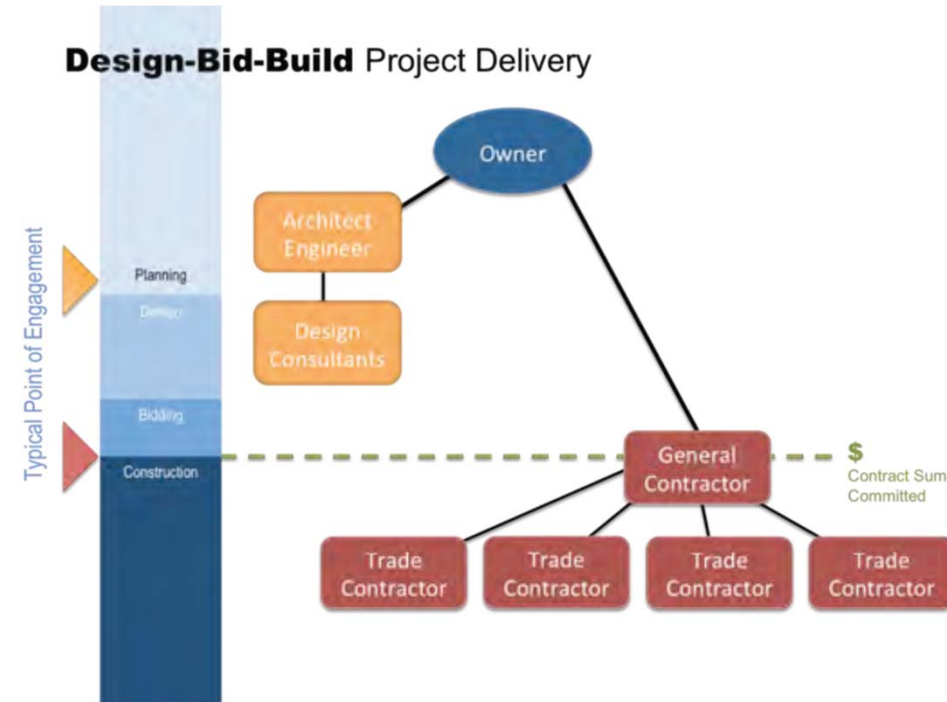 Design-Bid-Build Project Delivery
Owner
Architect
Engineer
Design
Consultants
Typical Point of Engagement
Planning
Design
Bidding
Construction
General
Contractor
$
Contract Sum
Committed
Trade
Contractor
Trade
Contractor
Trade
Contractor
Trade
Contractor